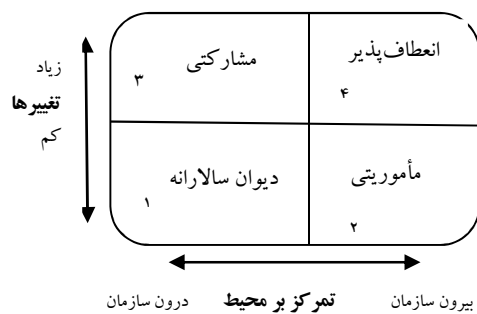 انعطاف‌پذیر
۴
مشارکتی
۳
زیاد
تغییرها
کم
مأموریتی
۲
دیوان سالارانه
۱
بیرون سازمان
تمرکز بر محیط
درون سازمان